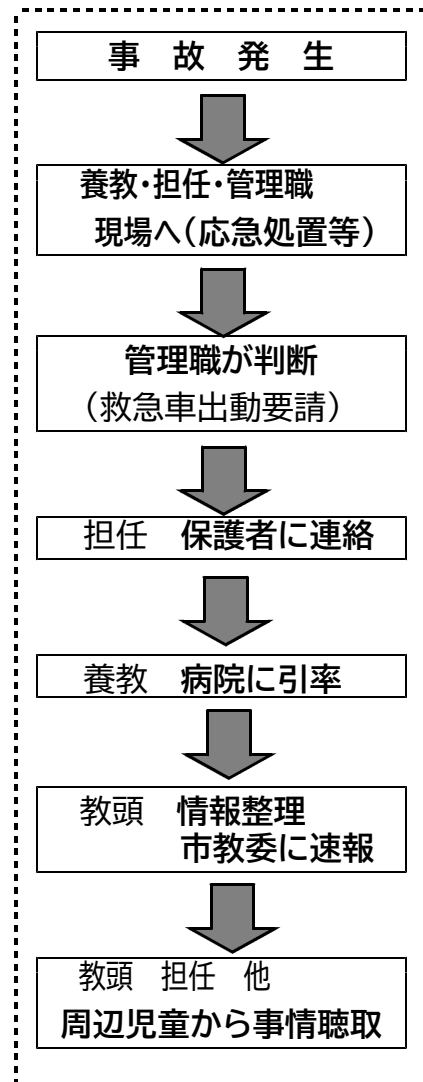 事　故　発　生
養教・担任・管理職
現場へ（応急処置等）
管理職が判断
（救急車出動要請）
担任　保護者に連絡
養教　病院に引率
教頭　情報整理
市教委に速報
教頭　担任　他
周辺児童から事情聴取